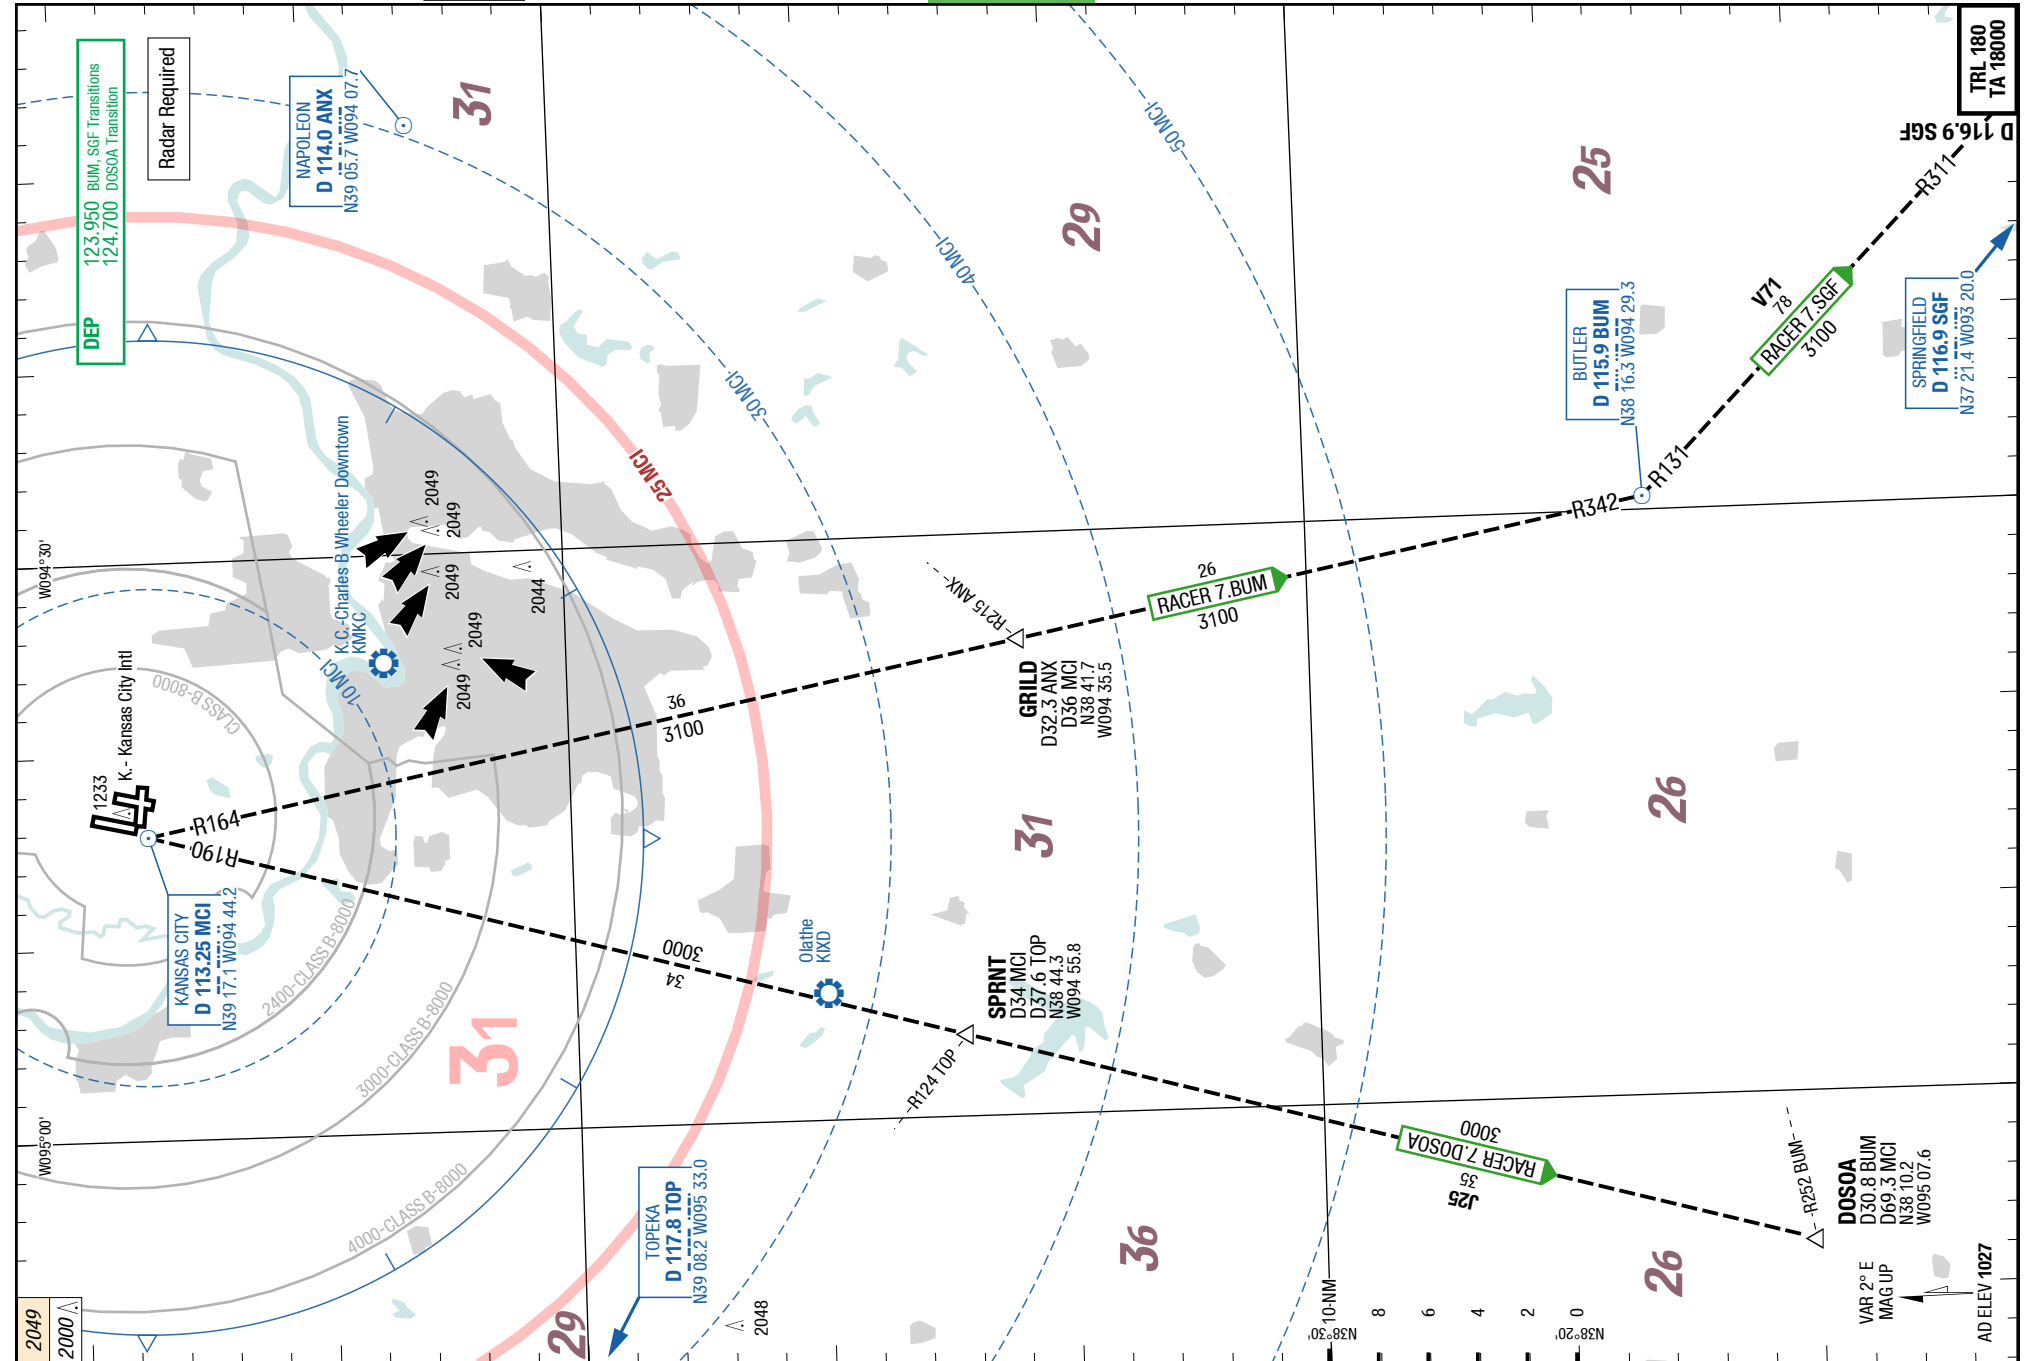 DEP
123.950 BUM, SGF Transitions
124.700 DOSOA Transition
Radar Required
NAPOLEON
D 114.0 ANX
N39 05.7 W094 07.7
31
TRL 180
TA 18000
D 116.9 SGF
R311
50 MCI
25
29
40 MCI
V71
78
RACER 7.SGF
3100
SPRINGFIELD
D 116.9 SGF
N37 21.4 W093 20.0
BUTLER
D 115.9 BUM
N38 16.3 W094 29.3
R131
R342
30 MCI
25 MCI
K.C.-Charles B Wheeler Downtown
KMKC
2049
2049
2049
2044
2049
2049
W094°30'
10 MCI
CLASS B-8000
K.- Kansas City Intl
1233
R164
R190
36
3100
R215 ANX
GRILD
D32.3 ANX
D36 MCI
N38 41.7
W094 35.5
26
RACER 7.BUM
3100
31
26
KANSAS CITY
D 113.25 MCI
N39 17.1 W094 44.2
2400-CLASS B-8000
3000-CLASS B-8000
4000-CLASS B-8000
31
3000
34
Olathe
KIXD
SPRNT
D34 MCI
D37.6 TOP
N38 44.3
W094 55.8
R124 TOP
W095°00'
TOPEKA
D 117.8 TOP
N39 08.2 W095 33.0
3000
RACER 7.DOSOA
35
J25
R252 BUM
DOSOA
D30.8 BUM
D69.3 MCI
N38 10.2
W095 07.6
36
26
29
2048
2049
2000
N38°30'
10 NM
8
6
4
2
0
N38°20'
VAR 2° E
MAG UP
AD ELEV 1027